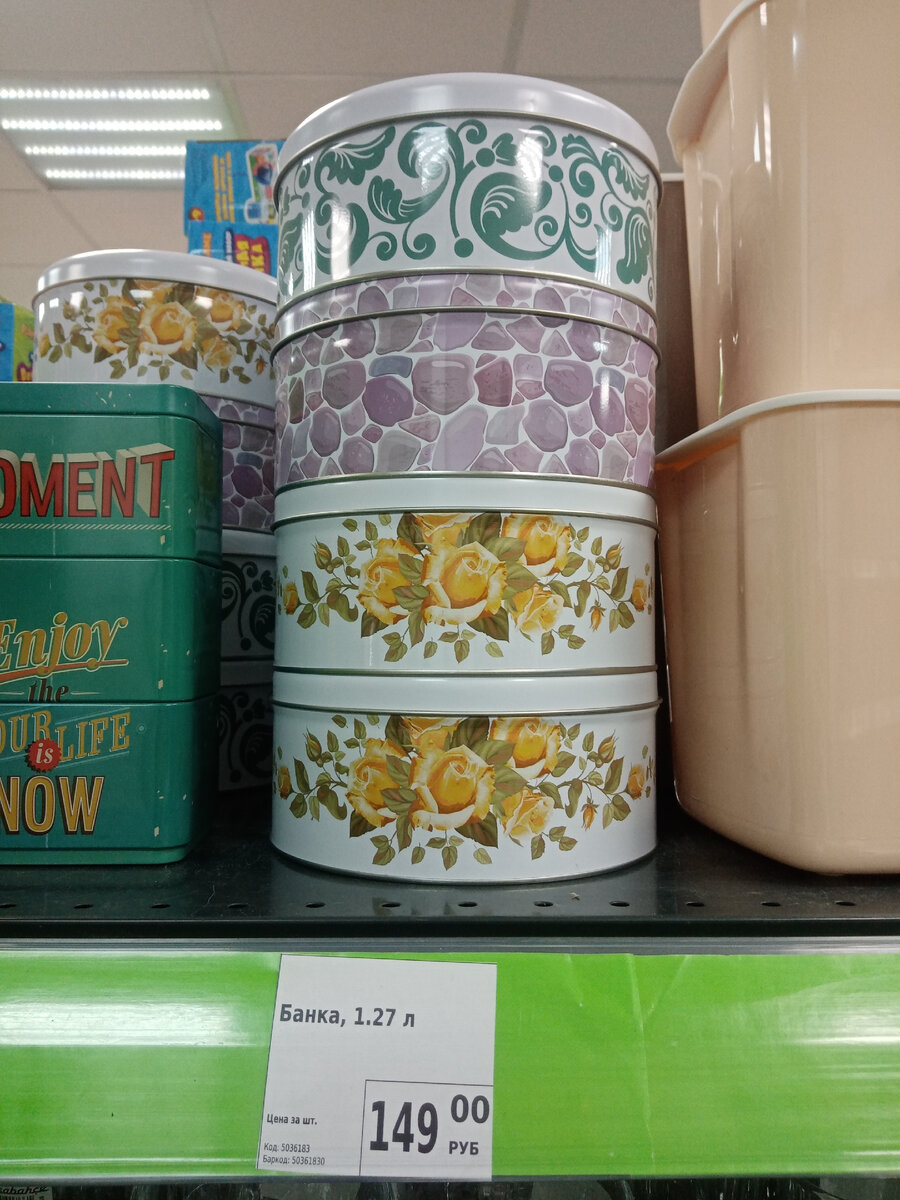 OMENT
Enjoy
the
OUR is LIFE
NOW
Банка, 1.27 л
Цена за шт.
149 00
РУБ
Код: 5036183
Баркод: 50361830